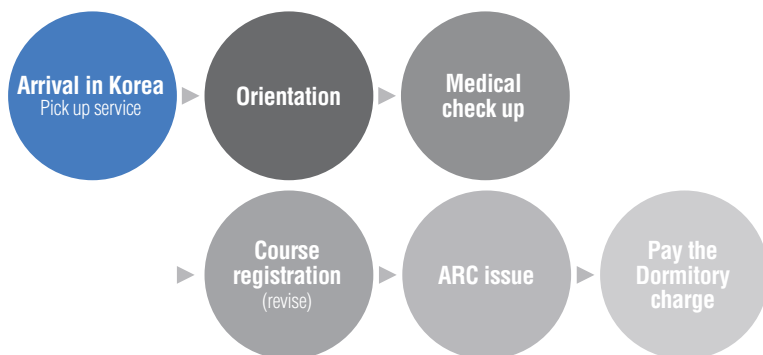 Arrival in Korea
Pick up service
Orientation
Medical
check up
Course
registration
(revise)
ARC issue
Pay the
Dormitory
charge